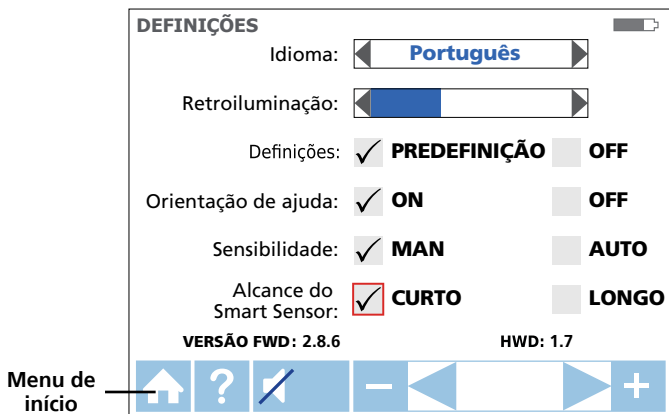 DEFINIÇÕES
Idioma: Português
Retroiluminação:
Definições: PREDEFINIÇÃO OFF
Orientação de ajuda: ON OFF
Sensibilidade: MAN AUTO
Alcance do
Smart Sensor: CURTO LONGO
VERSÃO FWD: 2.8.6 HWD: 1.7
Menu de
início
? − +